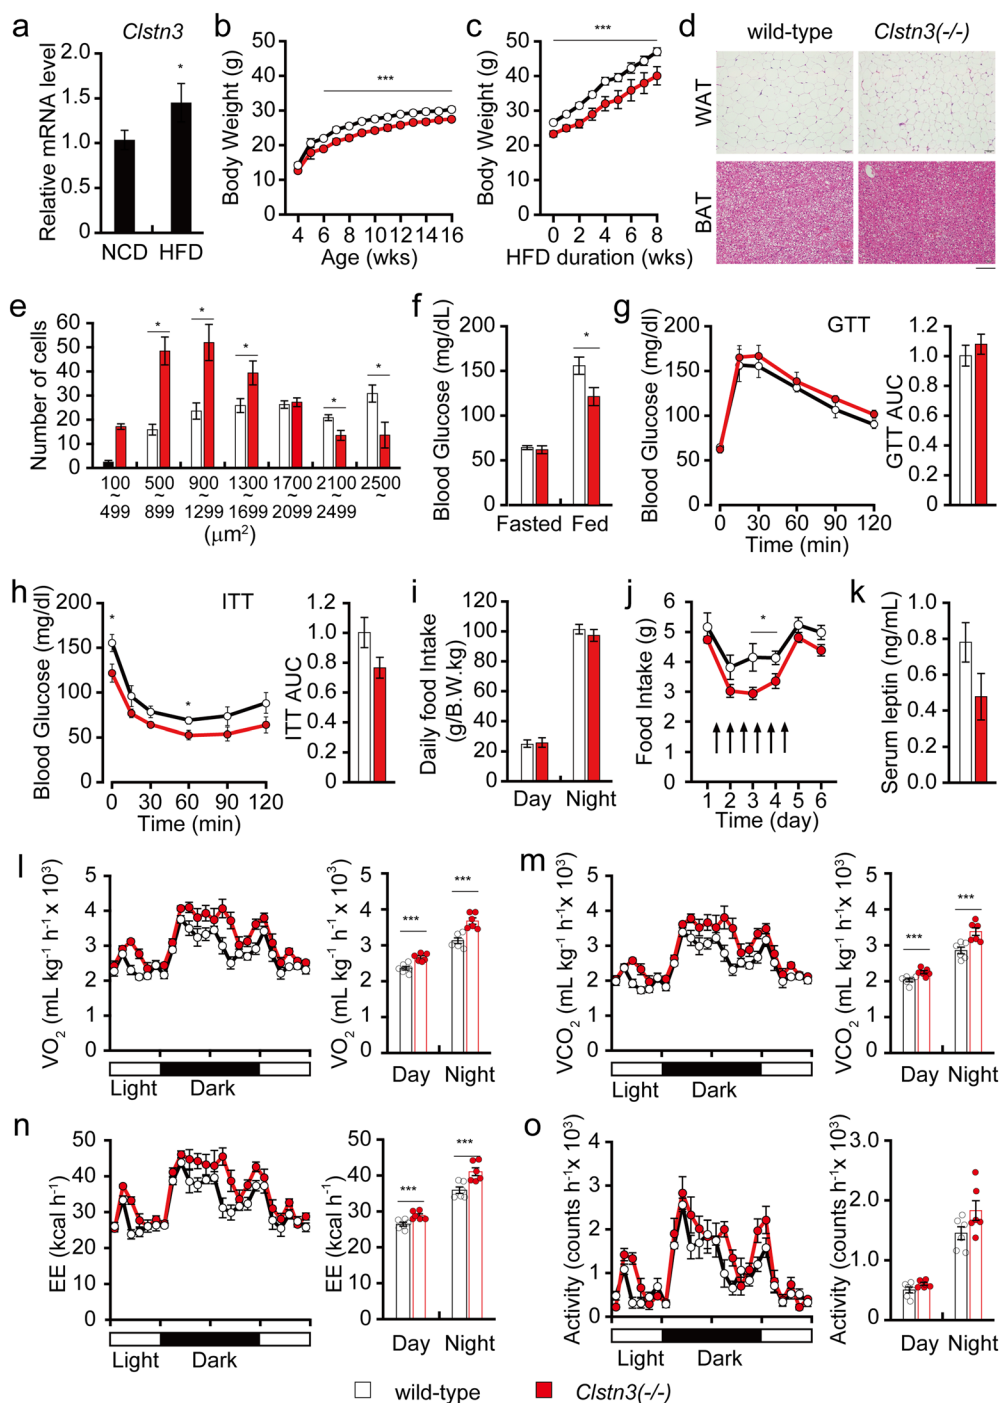 a
Clstn3
Relative mRNA level
2.0
1.5
1.0
0.5
0
*
NCD HFD
b
Body Weight (g)
50
40
30
20
10
0
***
4 6 8 10 12 14 16
Age (wks)
c
Body Weight (g)
50
40
30
20
10
0
***
0 2 4 6 8
HFD duration (wks)
d
wild-type Clstn3(-/-)
WAT
BAT
e
Number of cells
60
50
40
30
20
10
0
* * * * *
100 500 900 1300 1700 2100 2500
~ ~ ~ ~ ~ ~ ~
499 899 1299 1699 2099 2499
(μm²)
f
Blood Glucose (mg/dL)
200
150
100
50
0
*
Fasted Fed
g
GTT
Blood Glucose (mg/dl)
200
150
100
50
0 30 60 90 120
Time (min)
GTT AUC
1.2
1.0
0.8
0.6
0.4
0.2
0
h
ITT
Blood Glucose (mg/dl)
200
150
100
50
0
*
*
0 30 60 90 120
Time (min)
ITT AUC
1.2
1.0
0.8
0.6
0.4
0.2
0
i
Daily food Intake
(g/B.W.kg)
120
100
80
60
40
20
0
Day Night
j
Food Intake (g)
6
5
4
3
2
1
0
*
1 2 3 4 5 6
Time (day)
k
Serum leptin (ng/mL)
1.0
0.8
0.6
0.4
0.2
0.0
l
VO₂ (mL kg⁻¹ h⁻¹ x 10³)
5
4
3
2
1
0
Light Dark
VO₂ (mL kg⁻¹ h⁻¹ x 10³)
5
4
3
2
1
0
***
***
Day Night
m
VCO₂ (mL kg⁻¹ h⁻¹ x 10³)
5
4
3
2
1
0
Light Dark
VCO₂ (mL kg⁻¹ h⁻¹ x 10³)
5
4
3
2
1
0
***
***
Day Night
n
EE (kcal h⁻¹)
50
40
30
20
10
0
Light Dark
EE (kcal h⁻¹)
50
40
30
20
10
0
***
***
Day Night
o
Activity (counts h⁻¹x 10³)
4
3
2
1
0
Light Dark
Activity (counts h⁻¹x 10³)
3.0
2.0
1.0
0
Day Night
wild-type Clstn3(-/-)